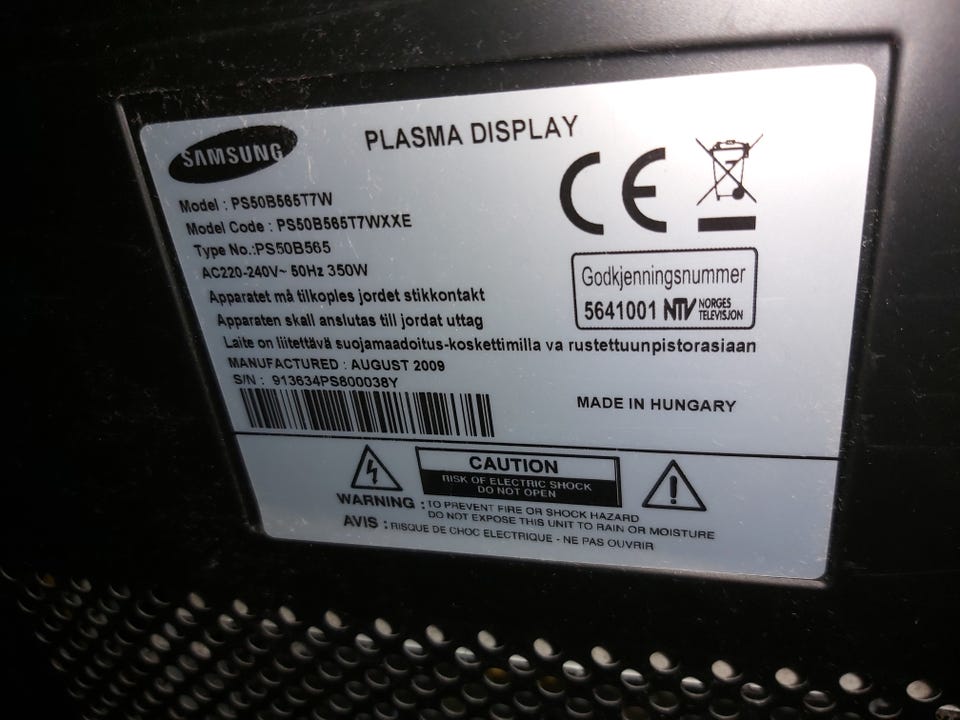 SAMSUNG
PLASMA DISPLAY
Model : PS50B565T7W
Model Code : PS50B565T7WXXE
Type No.:PS50B565
AC220-240V~ 50Hz 350W
Apparatet må tilkoples jordet stikkontakt
Apparaten skall anslutas till jordat uttag
Laite on liitettävä suojamaadoitus-koskettimilla va rustettuunpistorasiaan
MANUFACTURED : AUGUST 2009
S/N : 913634PS800038Y
CE
Godkjenningsnummer
5641001 NTV NORGES
TELEVISJON
MADE IN HUNGARY
CAUTION
RISK OF ELECTRIC SHOCK
DO NOT OPEN
WARNING : TO PREVENT FIRE OR SHOCK HAZARD
DO NOT EXPOSE THIS UNIT TO RAIN OR MOISTURE
AVIS : RISQUE DE CHOC ELECTRIQUE - NE PAS OUVRIR